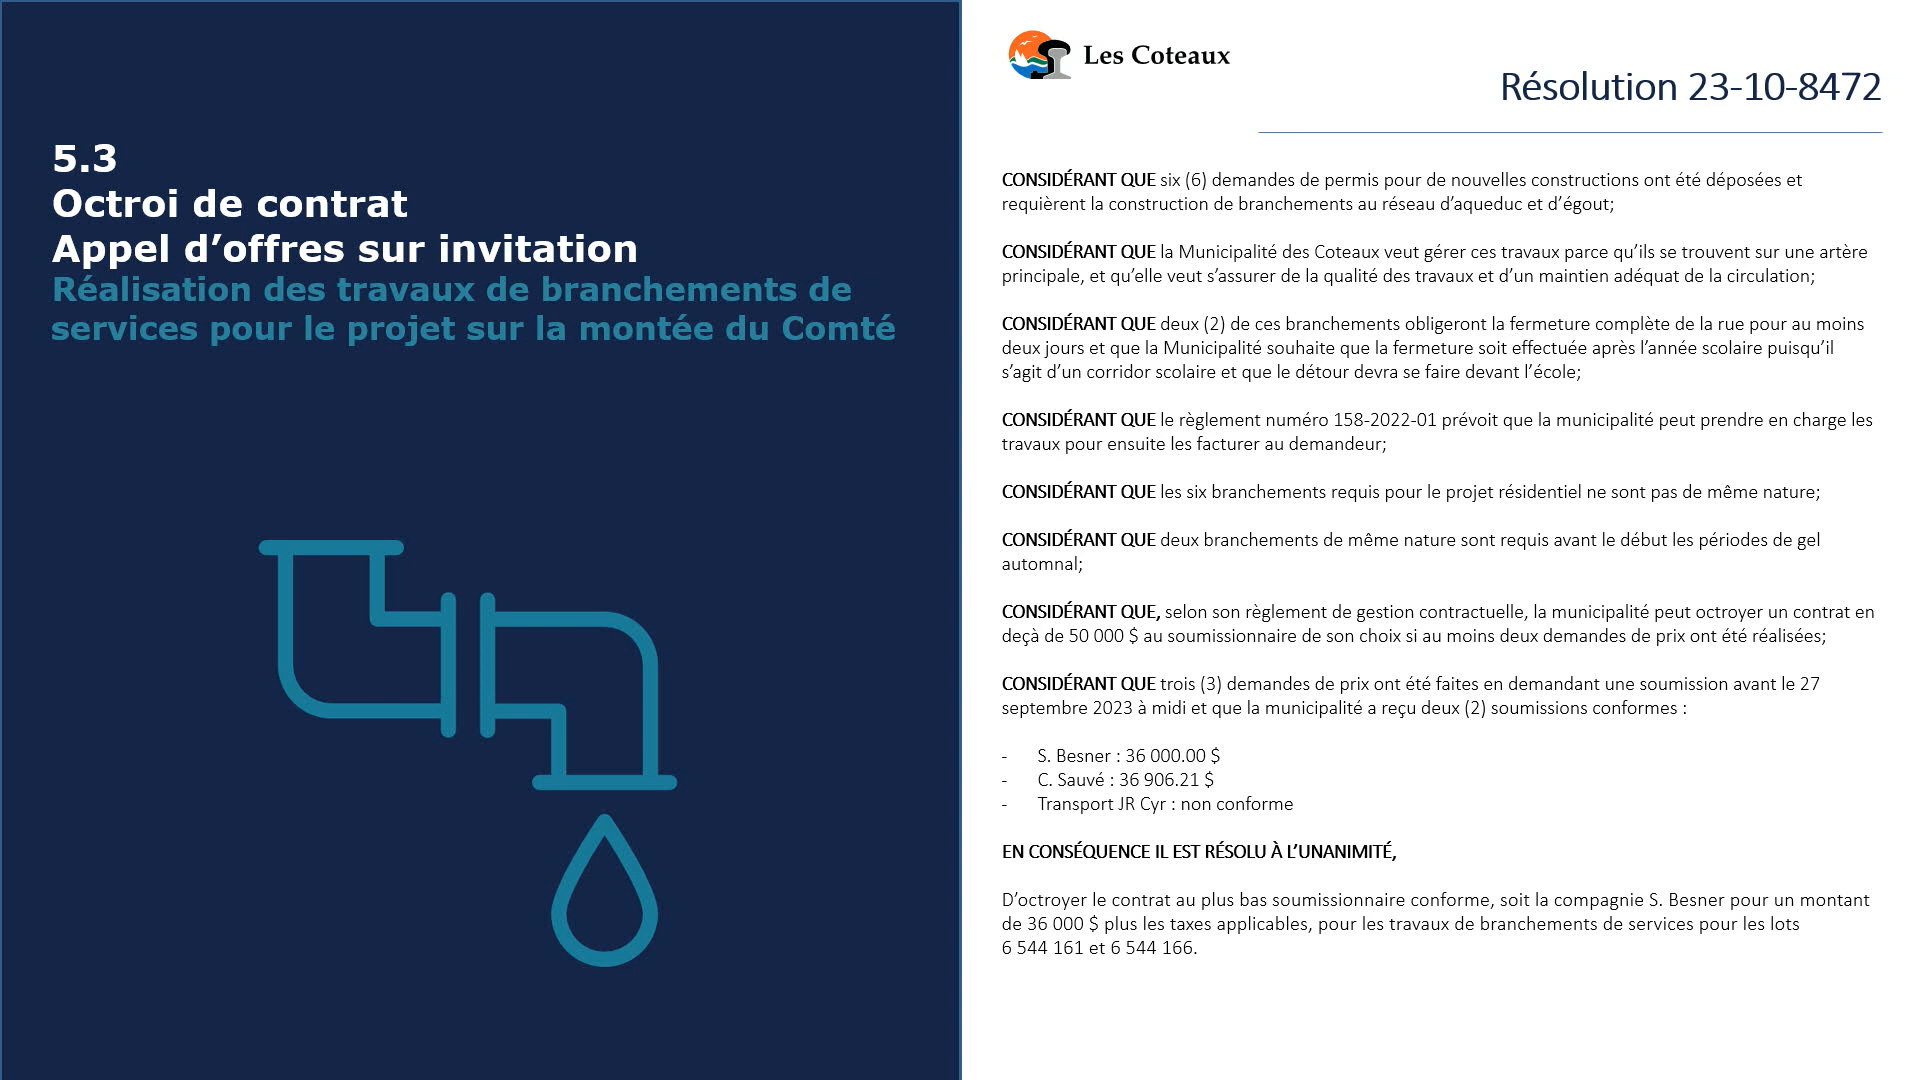 5.3
Octroi de contrat
Appel d’offres sur invitation
Réalisation des travaux de branchements de
services pour le projet sur la montée du Comté
Les Coteaux
Résolution 23-10-8472
CONSIDÉRANT QUE six (6) demandes de permis pour de nouvelles constructions ont été déposées et
requièrent la construction de branchements au réseau d’aqueduc et d’égout;
CONSIDÉRANT QUE la Municipalité des Coteaux veut gérer ces travaux parce qu’ils se trouvent sur une artère
principale, et qu’elle veut s’assurer de la qualité des travaux et d’un maintien adéquat de la circulation;
CONSIDÉRANT QUE deux (2) de ces branchements obligeront la fermeture complète de la rue pour au moins
deux jours et que la Municipalité souhaite que la fermeture soit effectuée après l’année scolaire puisqu’il
s’agit d’un corridor scolaire et que le détour devra se faire devant l’école;
CONSIDÉRANT QUE le règlement numéro 158-2022-01 prévoit que la municipalité peut prendre en charge les
travaux pour ensuite les facturer au demandeur;
CONSIDÉRANT QUE les six branchements requis pour le projet résidentiel ne sont pas de même nature;
CONSIDÉRANT QUE deux branchements de même nature sont requis avant le début les périodes de gel
automnal;
CONSIDÉRANT QUE, selon son règlement de gestion contractuelle, la municipalité peut octroyer un contrat en
deçà de 50 000 $ au soumissionnaire de son choix si au moins deux demandes de prix ont été réalisées;
CONSIDÉRANT QUE trois (3) demandes de prix ont été faites en demandant une soumission avant le 27
septembre 2023 à midi et que la municipalité a reçu deux (2) soumissions conformes :
- S. Besner : 36 000.00 $
- C. Sauvé : 36 906.21 $
- Transport JR Cyr : non conforme
EN CONSÉQUENCE IL EST RÉSOLU À L’UNANIMITÉ,
D’octroyer le contrat au plus bas soumissionnaire conforme, soit la compagnie S. Besner pour un montant
de 36 000 $ plus les taxes applicables, pour les travaux de branchements de services pour les lots
6 544 161 et 6 544 166.